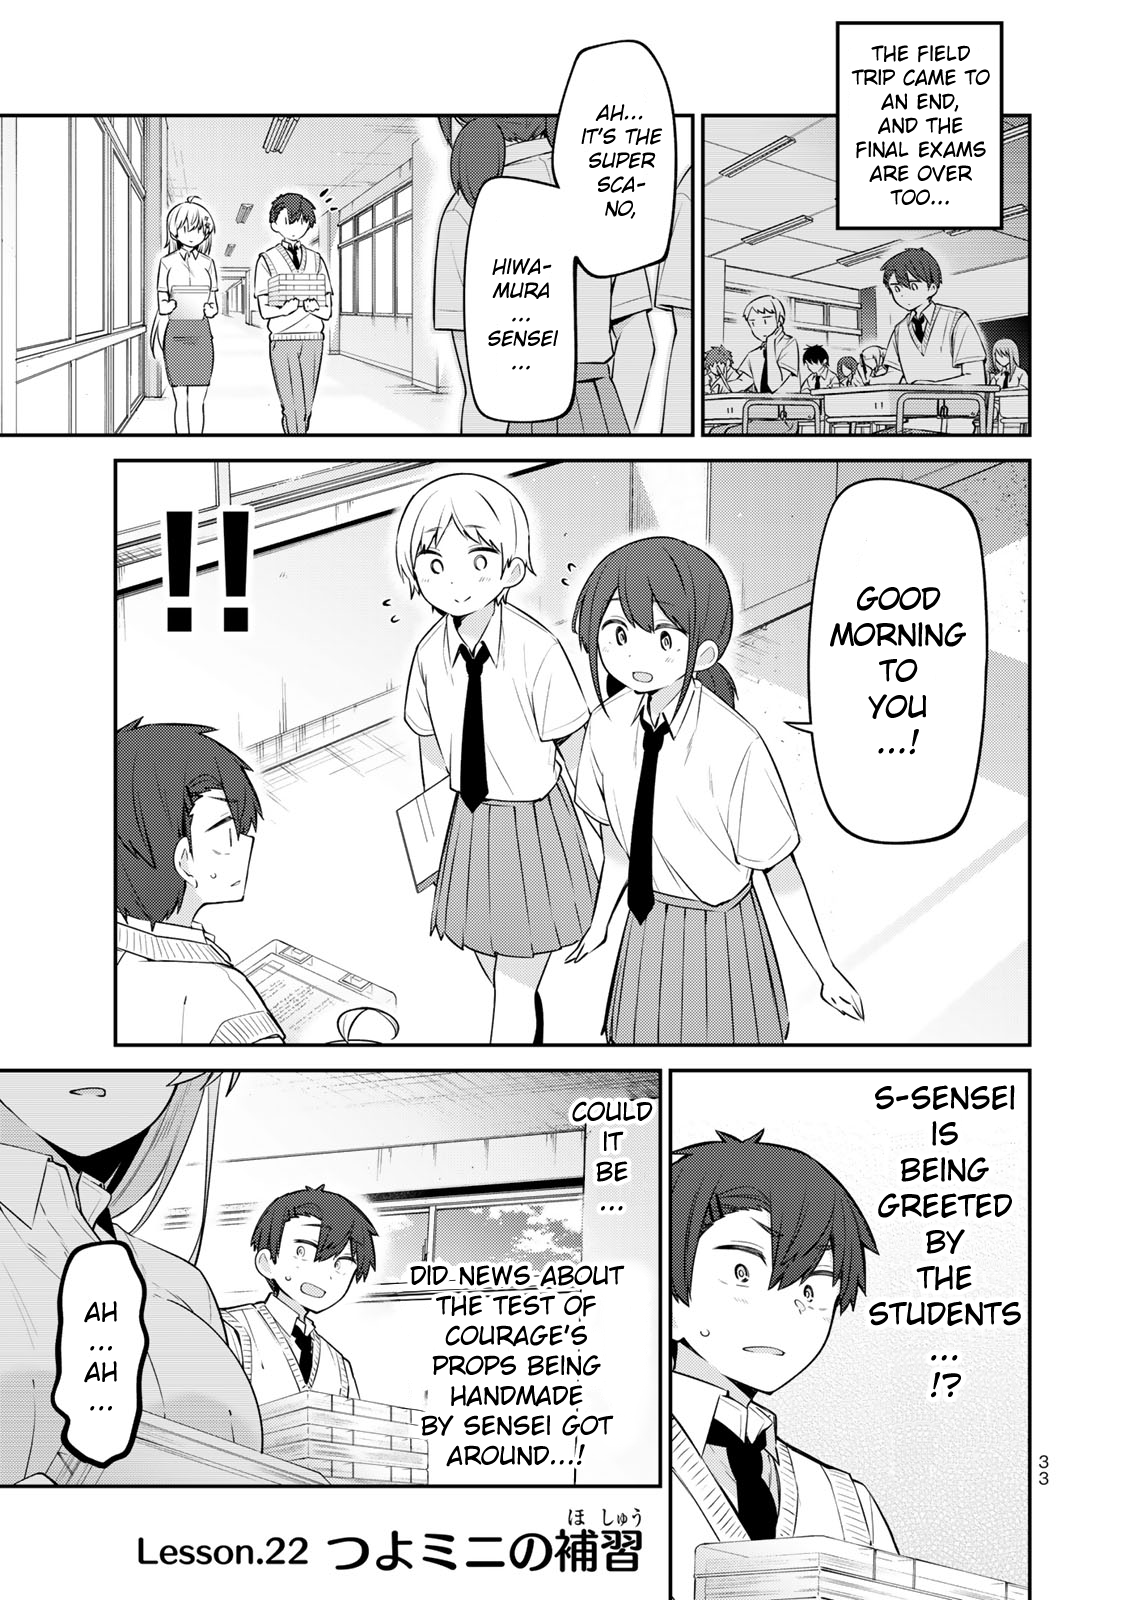 THE FIELD
TRIP CAME TO
AN END,
AND THE
FINAL EXAMS
ARE OVER
TOO...
AH...
IT'S THE
SUPER
SCA-
NO,
HIWA-
MURA
...
SENSEI
...
!!
GOOD
MORNING
TO
YOU
...!
S-SENSEI
IS
BEING
GREETED
BY
THE
STUDENTS
...
!?
COULD
IT
BE
...
DID NEWS ABOUT
THE TEST OF
COURAGE'S
PROPS BEING
HANDMADE
BY SENSEI GOT
AROUND...!
AH
...
AH
...
33
ほしゅう
Lesson.22 つよミニの補習